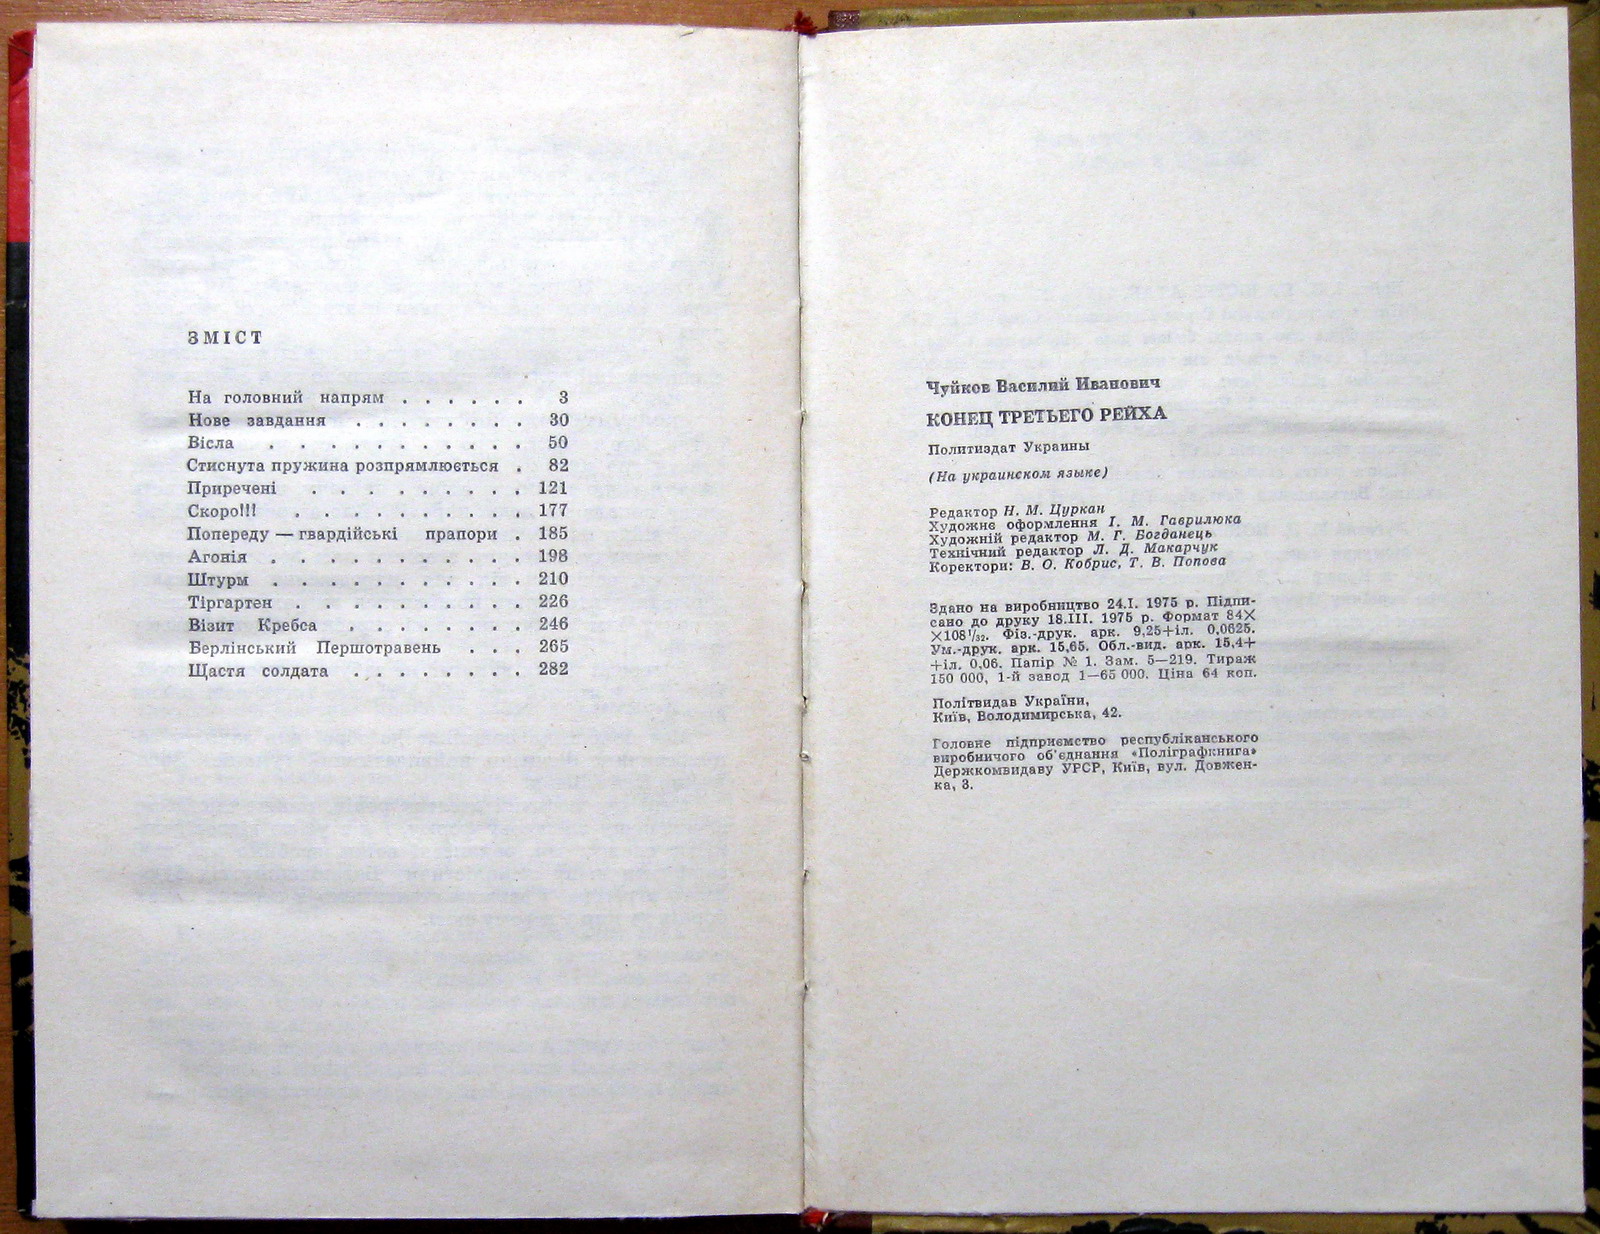 ЗМІСТ
На головний напрям . . . . . . 3
Нове завдання . . . . . . . . 30
Вісла . . . . . . . . . . . . 50
Стиснута пружина розпрямлюється . 82
Приречені . . . . . . . . . . 121
Скоро!!! . . . . . . . . . . 177
Попереду — гвардійські прапори . 185
Агонія . . . . . . . . . . . 198
Штурм . . . . . . . . . . . 210
Тіргартен . . . . . . . . . . 226
Візит Кребса . . . . . . . . 246
Берлінський Першотравень . . . 265
Щастя солдата . . . . . . . . 282
Чуйков Василий Иванович
КОНЕЦ ТРЕТЬЕГО РЕЙХА
Политиздат Украины
(На украинском языке)
Редактор Н. М. Цуркан
Художнє оформлення І. М. Гаврилюка
Художній редактор М. Г. Богданець
Технічний редактор Л. Д. Макарчук
Коректори: В. О. Кобрис, Т. В. Попова
Здано на виробництво 24.I. 1975 р. Підпи-
сано до друку 18.III. 1975 р. Формат 84X
X108¹/₃₂. Фіз.-друк. арк. 9,25+іл. 0,0625.
Ум.-друк. арк. 15,65. Обл.-вид. арк. 15,4+
+іл. 0,06. Папір № 1. Зам. 5—219. Тираж
150 000, 1-й завод 1—65 000. Ціна 64 коп.
Політвидав України,
Київ, Володимирська, 42.
Головне підприємство республіканського
виробничого об'єднання «Поліграфкнига»
Держкомвидаву УРСР, Київ, вул. Довжен-
ка, 3.